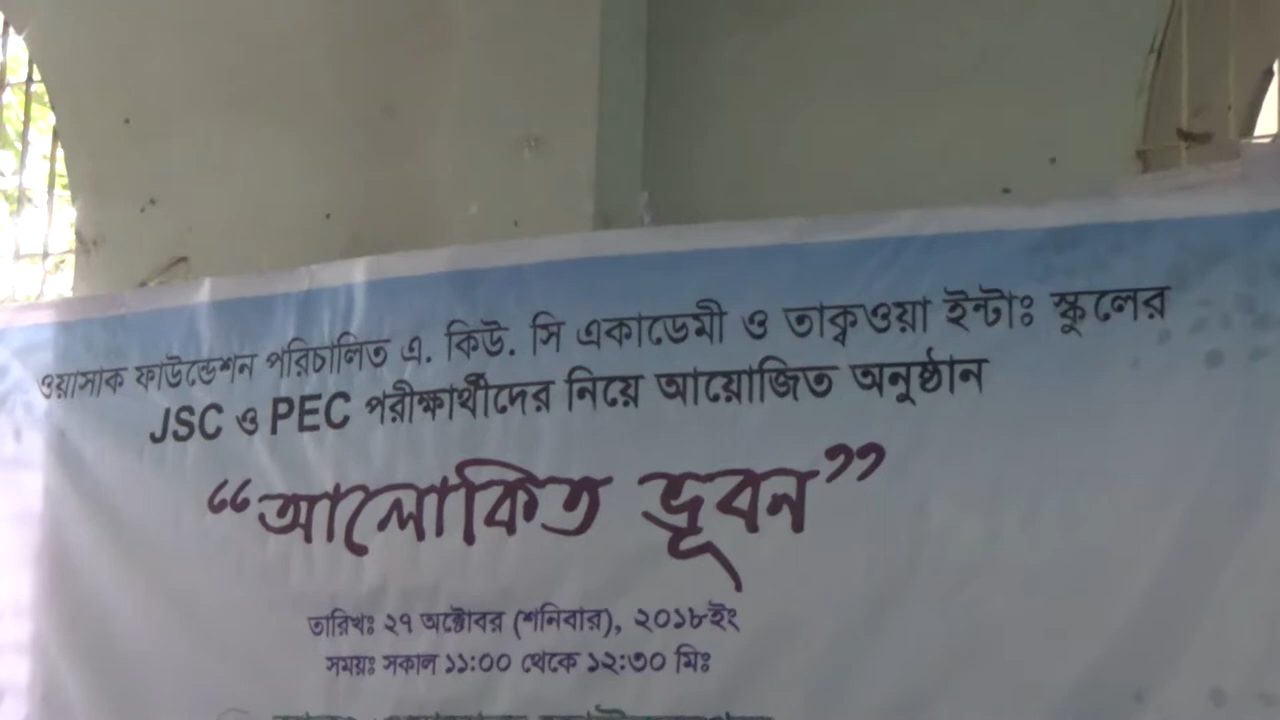 ওয়াসাক ফাউন্ডেশন পরিচালিত এ. কিউ. সি একাডেমী ও তাক্বওয়া ইন্টাঃ স্কুলের
JSC ও PEC পরীক্ষার্থীদের নিয়ে আয়োজিত অনুষ্ঠান
“আলোকিত ভূবন”
তারিখঃ ২৭ অক্টোবর (শনিবার), ২০১৮ইং
সময়ঃ সকাল ১১:০০ থেকে ১২:৩০ মিঃ